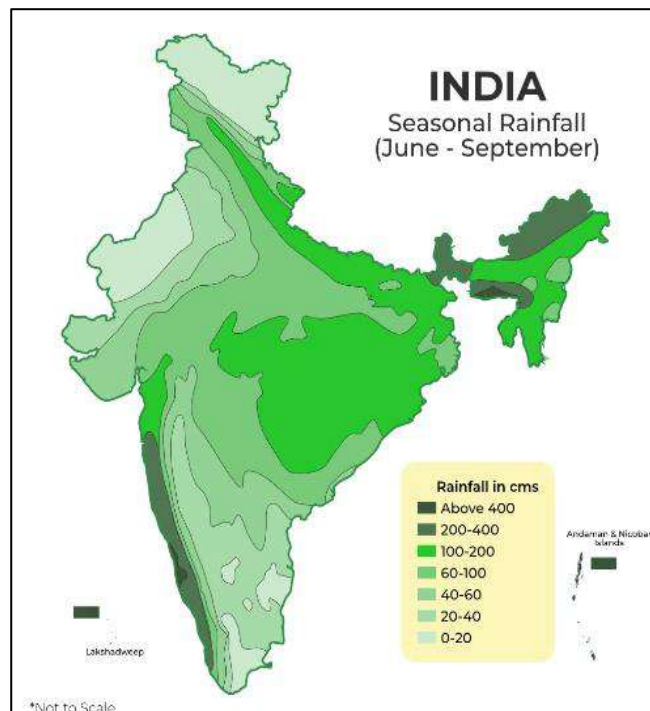 INDIA
Seasonal Rainfall
(June - September)
Rainfall in cms
Above 400
200-400
100-200
60-100
40-60
20-40
0-20
Andaman & Nicobar
Islands
Lakshadweep
*Not to Scale